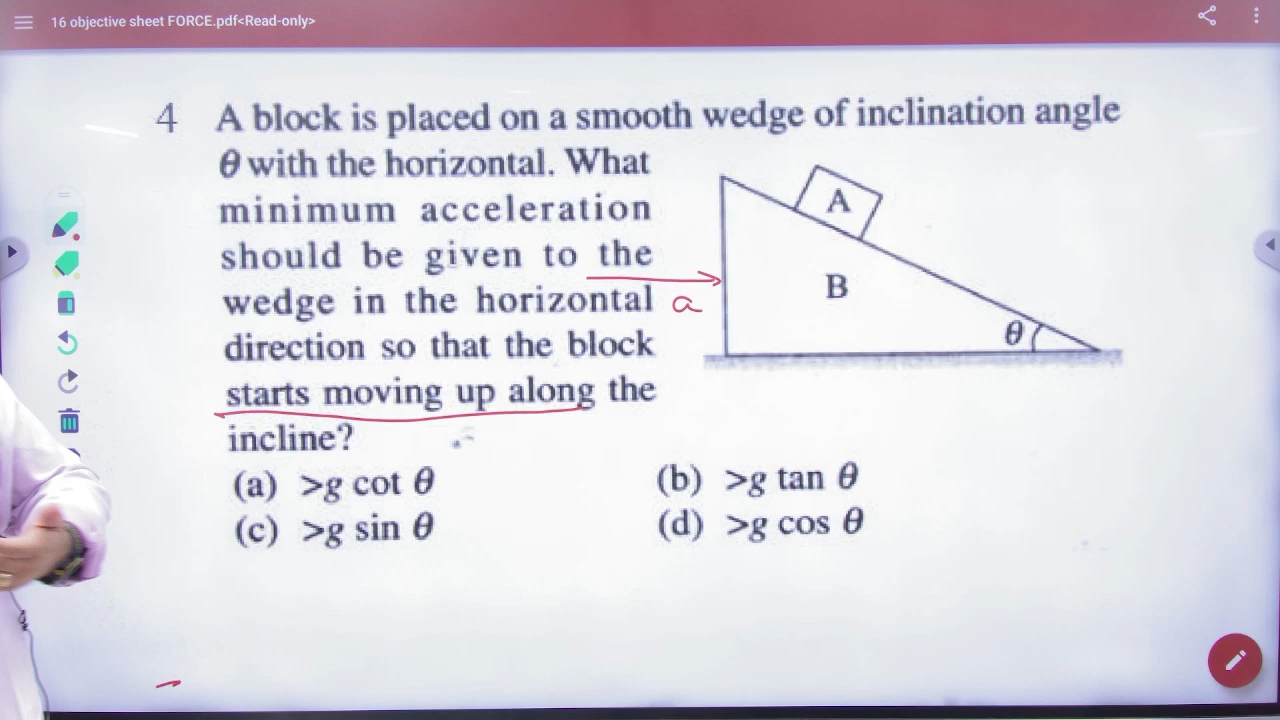 16 objective sheet FORCE.pdf<Read-only>
4 A block is placed on a smooth wedge of inclination angle
θ with the horizontal. What
minimum acceleration
should be given to the
wedge in the horizontal
direction so that the block
starts moving up along the
incline?
a
A
B
θ
(a) >g cot θ (b) >g tan θ
(c) >g sin θ (d) >g cos θ